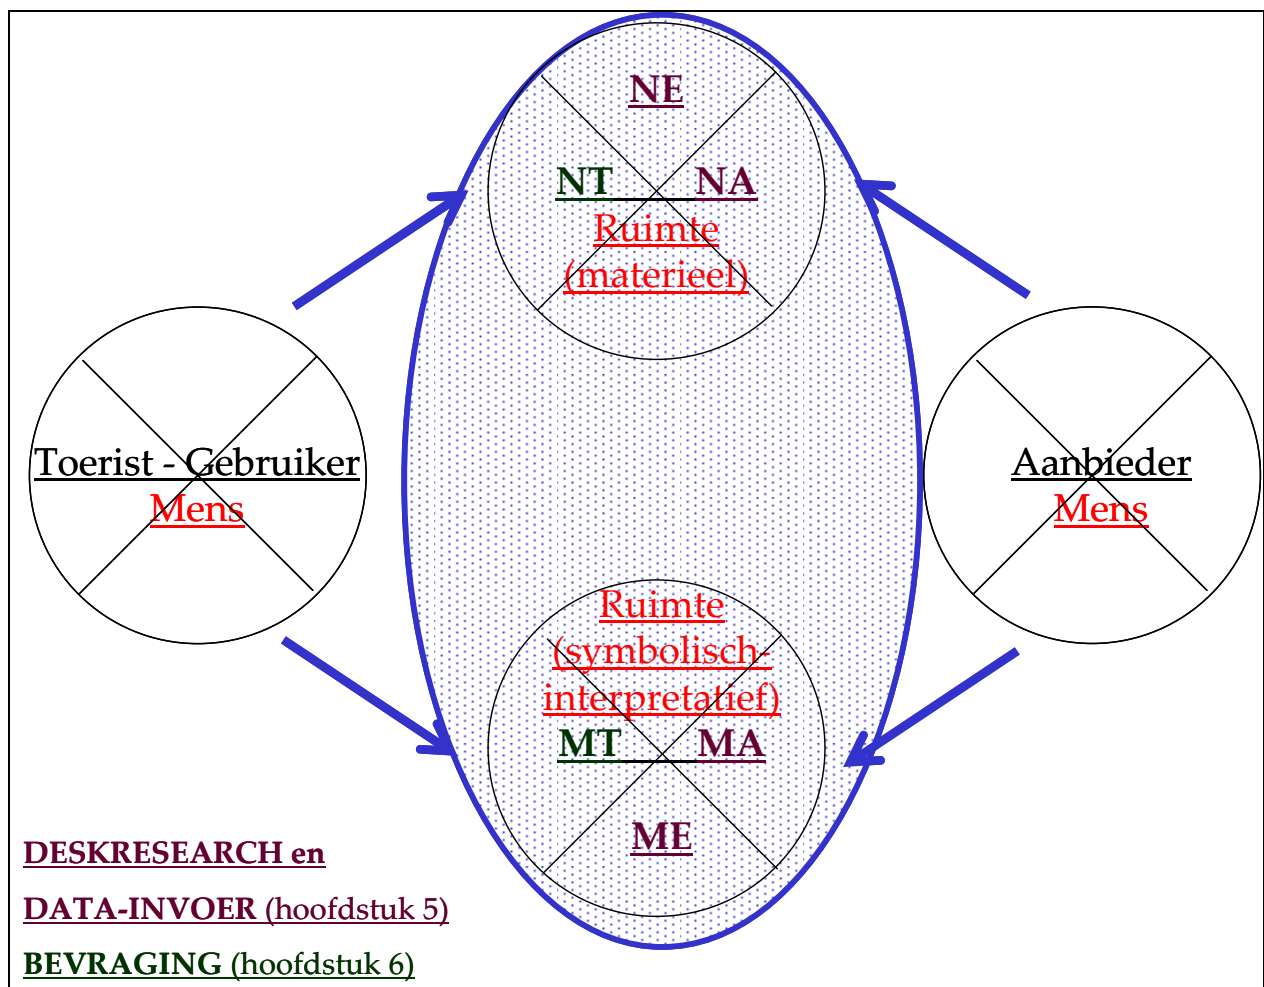 NE
NT NA
Ruimte
(materieel)
Toerist - Gebruiker
Mens
Aanbieder
Mens
Ruimte
(symbolisch-
interpretatief)
MT MA
ME
DESKRESEARCH en
DATA-INVOER (hoofdstuk 5)
BEVRAGING (hoofdstuk 6)